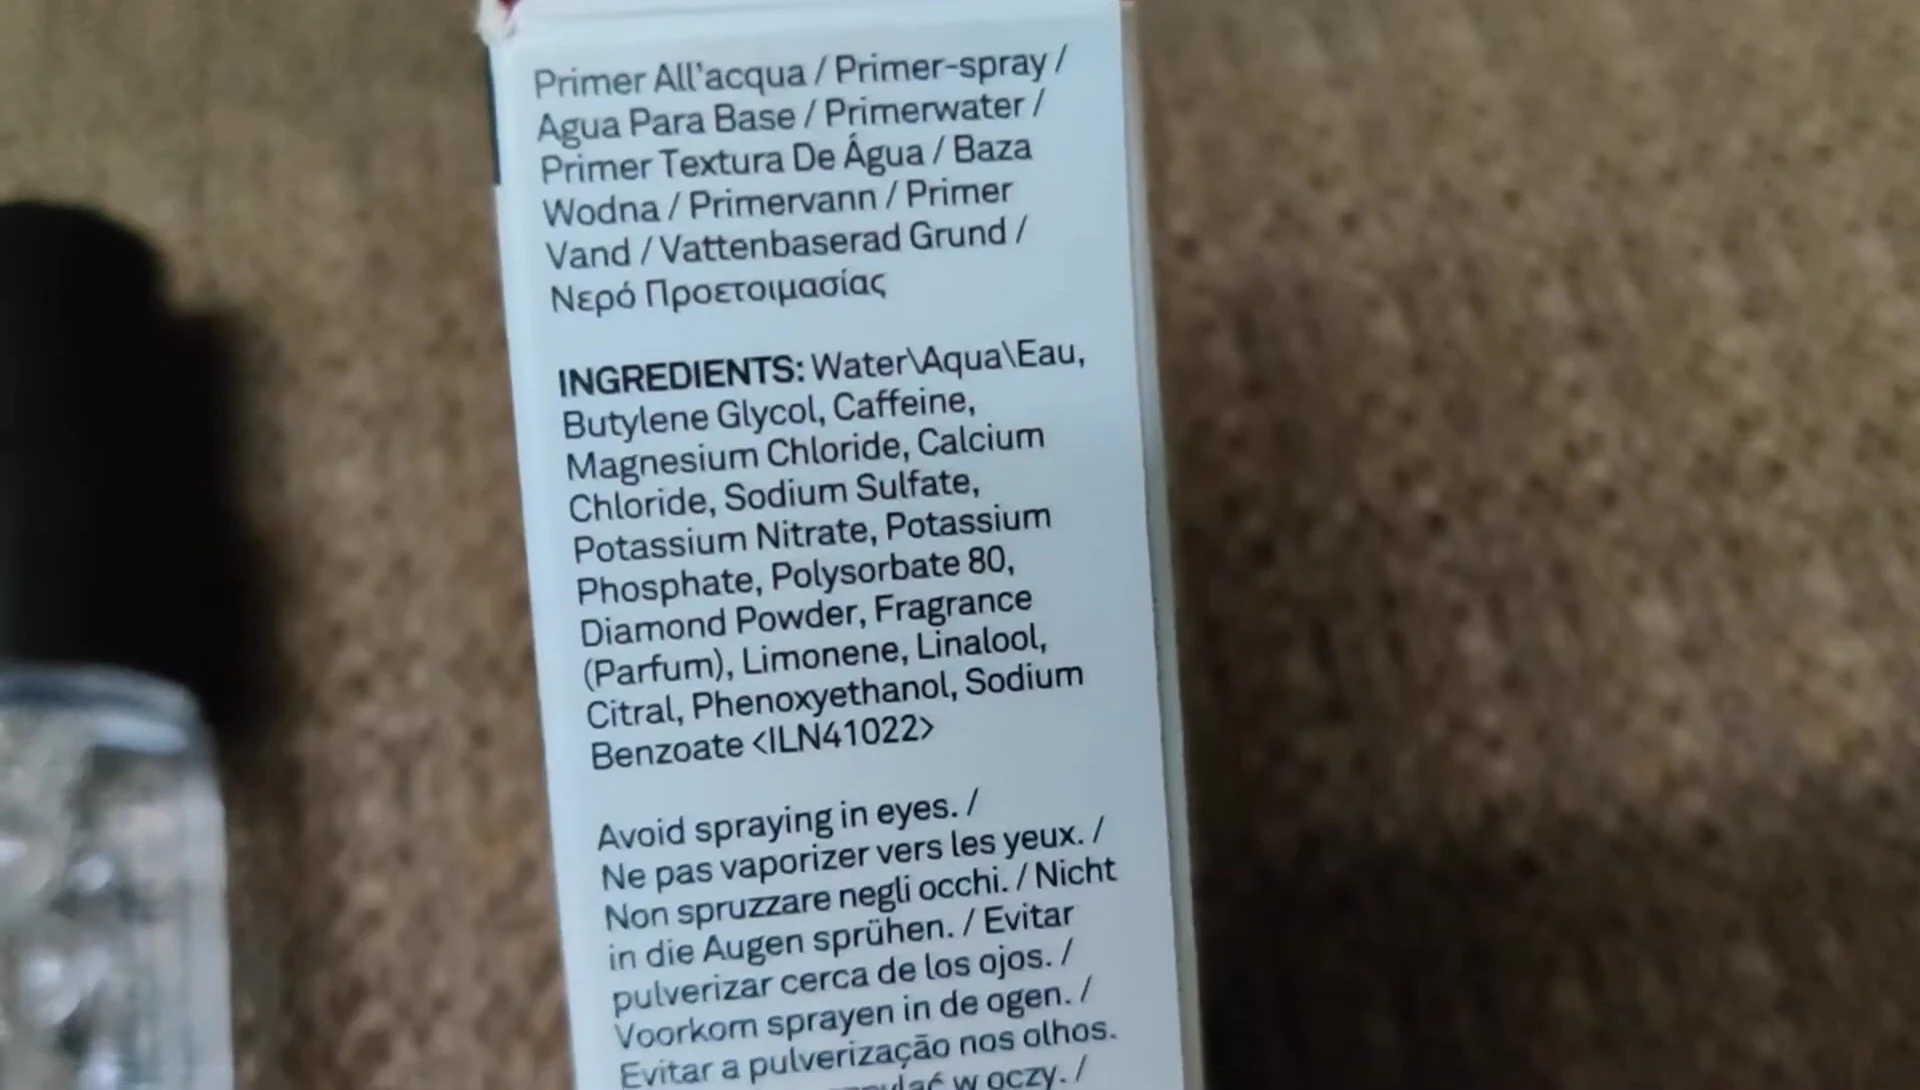 Primer All'acqua / Primer-spray /
Agua Para Base / Primerwater /
Primer Textura De Água / Baza
Wodna / Primervann / Primer
Vand / Vattenbaserad Grund /
Νερό Προετοιμασίας
INGREDIENTS: Water\Aqua\Eau,
Butylene Glycol, Caffeine,
Magnesium Chloride, Calcium
Chloride, Sodium Sulfate,
Potassium Nitrate, Potassium
Phosphate, Polysorbate 80,
Diamond Powder, Fragrance
(Parfum), Limonene, Linalool,
Citral, Phenoxyethanol, Sodium
Benzoate <ILN41022>
Avoid spraying in eyes. /
Ne pas vaporizer vers les yeux. /
Non spruzzare negli occhi. / Nicht
in die Augen sprühen. / Evitar
pulverizar cerca de los ojos. /
Voorkom sprayen in de ogen. /
Evitar a pulverização nos olhos.
w oczy. /